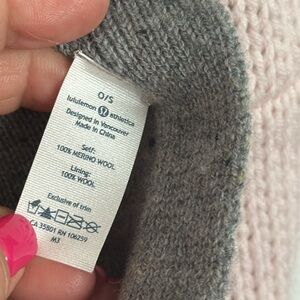 O/S
lululemon athletica
Designed in Vancouver
Made in China
Self:
100% MERINO WOOL
Lining:
100% WOOL
Exclusive of trim
CA 35801 RN 106259
M3